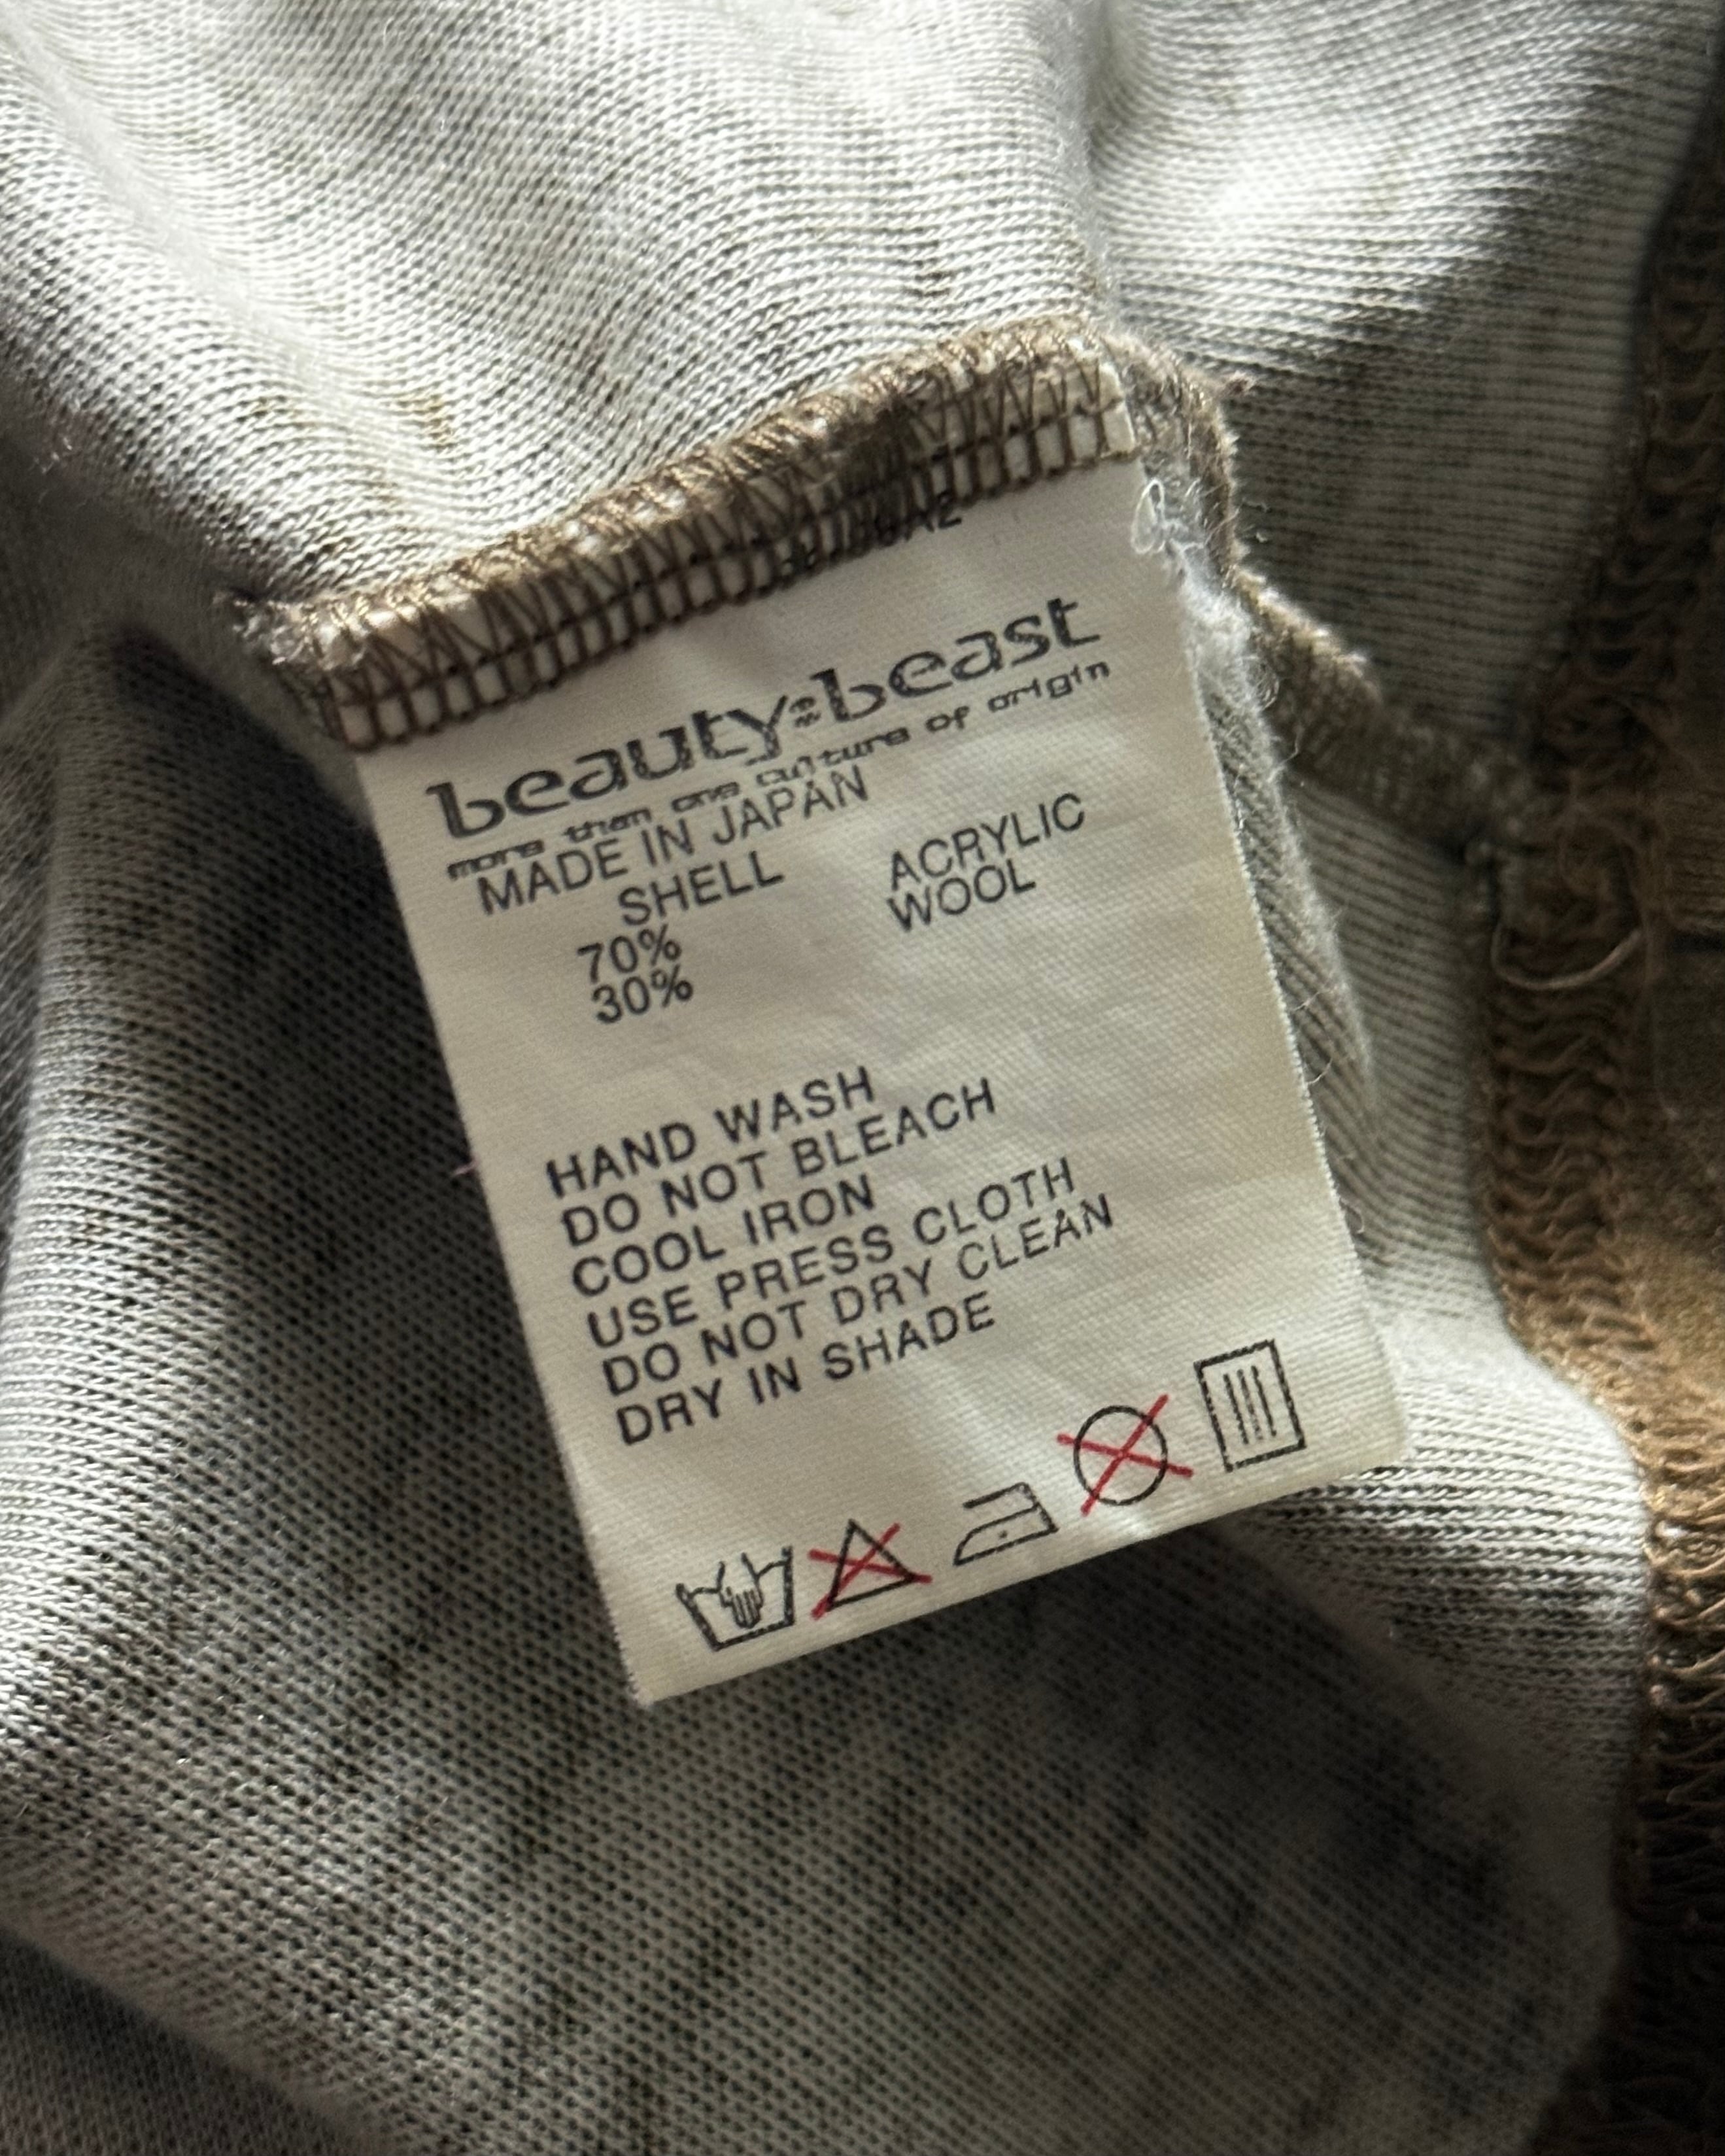 beauty:beast
more than one culture of origin
MADE IN JAPAN
SHELL
70% ACRYLIC
30% WOOL
HAND WASH
DO NOT BLEACH
COOL IRON
USE PRESS CLOTH
DO NOT DRY CLEAN
DRY IN SHADE